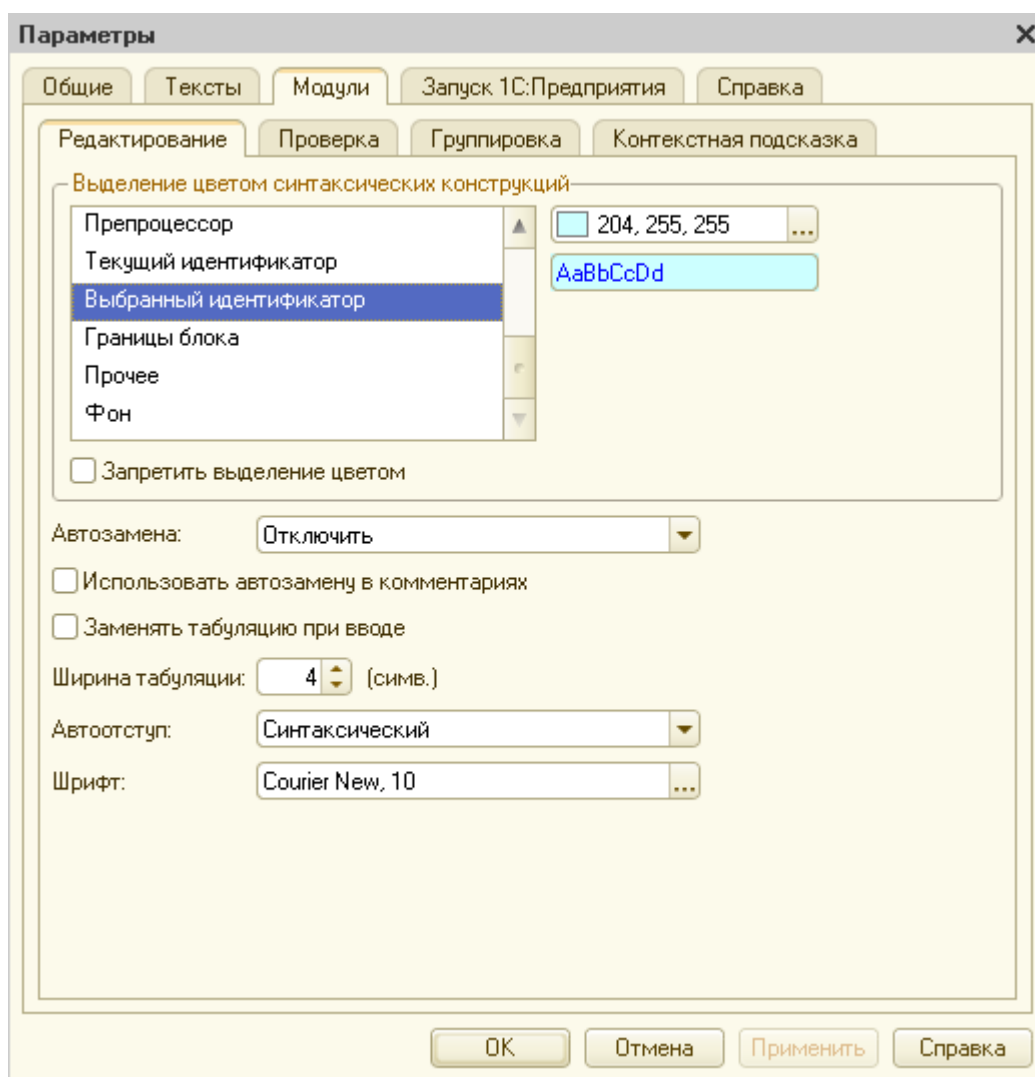 Параметры
Общие Тексты Модули Запуск 1С:Предприятия Справка
Редактирование Проверка Группировка Контекстная подсказка
Выделение цветом синтаксических конструкций
Препроцессор
204, 255, 255 ...
Текущий идентификатор
AaBbCcDd
Выбранный идентификатор
Границы блока
Прочее
Фон
Запретить выделение цветом
Автозамена: Отключить
Использовать автозамену в комментариях
Заменять табуляцию при вводе
Ширина табуляции: 4 (симв.)
Автоотступ: Синтаксический
Шрифт: Courier New, 10 ...
OK Отмена Применить Справка